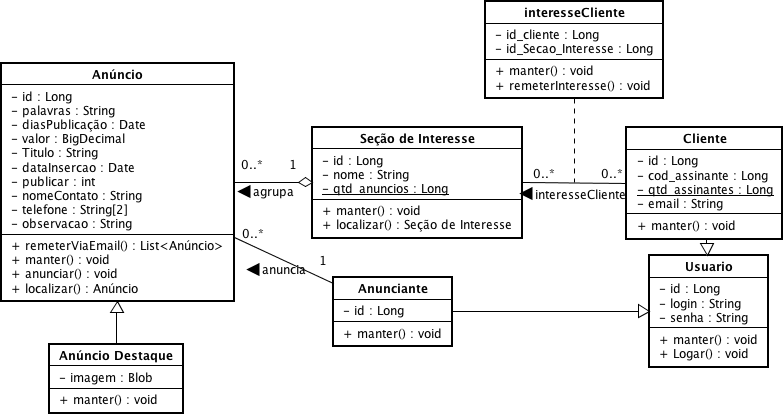 interesseCliente
- id_cliente : Long
- id_Secao_Interesse : Long
+ manter() : void
+ remeterInteresse() : void
Anúncio
- id : Long
- palavras : String
- diasPublicação : Date
- valor : BigDecimal
- Titulo : String
- dataInsercao : Date
- publicar : int
- nomeContato : String
- telefone : String[2]
- observacao : String
+ remeterViaEmail() : List<Anúncio>
+ manter() : void
+ anunciar() : void
+ localizar() : Anúncio
0..*
1
agrupa
Seção de Interesse
- id : Long
- nome : String
- qtd_anuncios : Long
+ manter() : void
+ localizar() : Seção de Interesse
0..*
0..*
interesseCliente
Cliente
- id : Long
- cod_assinante : Long
- qtd_assinantes : Long
- email : String
+ manter() : void
0..*
1
anuncia
Anunciante
- id : Long
+ manter() : void
Usuario
- id : Long
- login : String
- senha : String
+ manter() : void
+ Logar() : void
Anúncio Destaque
- imagem : Blob
+ manter() : void